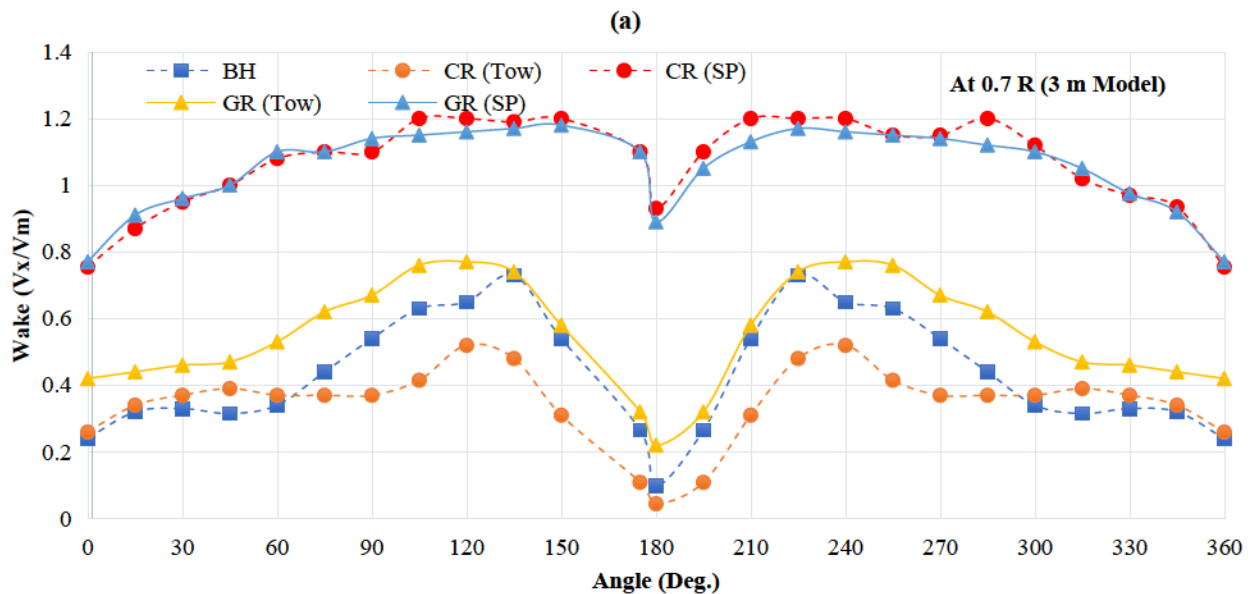 (a)
1.4
1.2
1
0.8
0.6
0.4
0.2
0
Wake (Vx/Vm)
BH CR (Tow) CR (SP)
GR (Tow) GR (SP)
At 0.7 R (3 m Model)
0 30 60 90 120 150 180 210 240 270 300 330 360
Angle (Deg.)